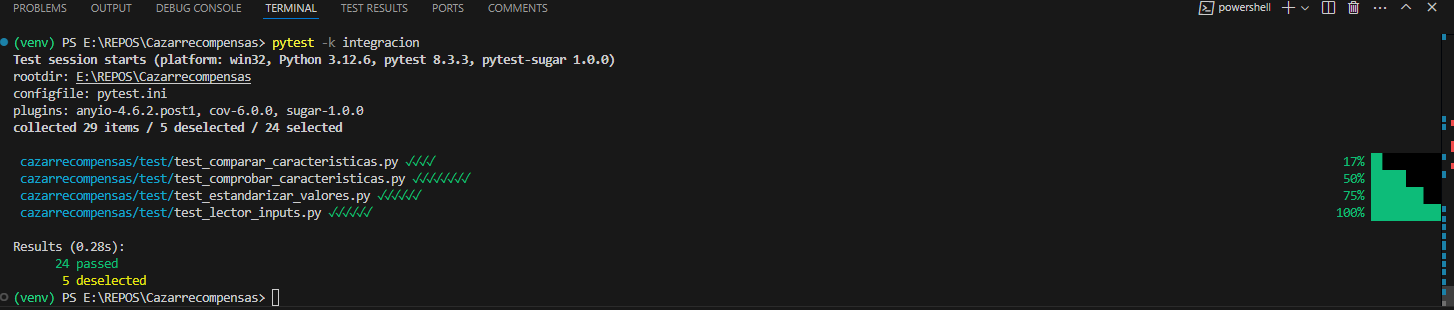 PROBLEMS OUTPUT DEBUG CONSOLE TERMINAL TEST RESULTS PORTS COMMENTS powershell
(venv) PS E:\REPOS\Cazarrecompensas> pytest -k integracion
Test session starts (platform: win32, Python 3.12.6, pytest 8.3.3, pytest-sugar 1.0.0)
rootdir: E:\REPOS\Cazarrecompensas
configfile: pytest.ini
plugins: anyio-4.6.2.post1, cov-6.0.0, sugar-1.0.0
collected 29 items / 5 deselected / 24 selected
cazarrecompensas/test/test_comparar_caracteristicas.py ✓✓✓✓ 17%
cazarrecompensas/test/test_comprobar_caracteristicas.py ✓✓✓✓✓✓✓✓ 50%
cazarrecompensas/test/test_estandarizar_valores.py ✓✓✓✓✓✓ 75%
cazarrecompensas/test/test_lector_inputs.py ✓✓✓✓✓✓ 100%
Results (0.28s):
24 passed
5 deselected
(venv) PS E:\REPOS\Cazarrecompensas>